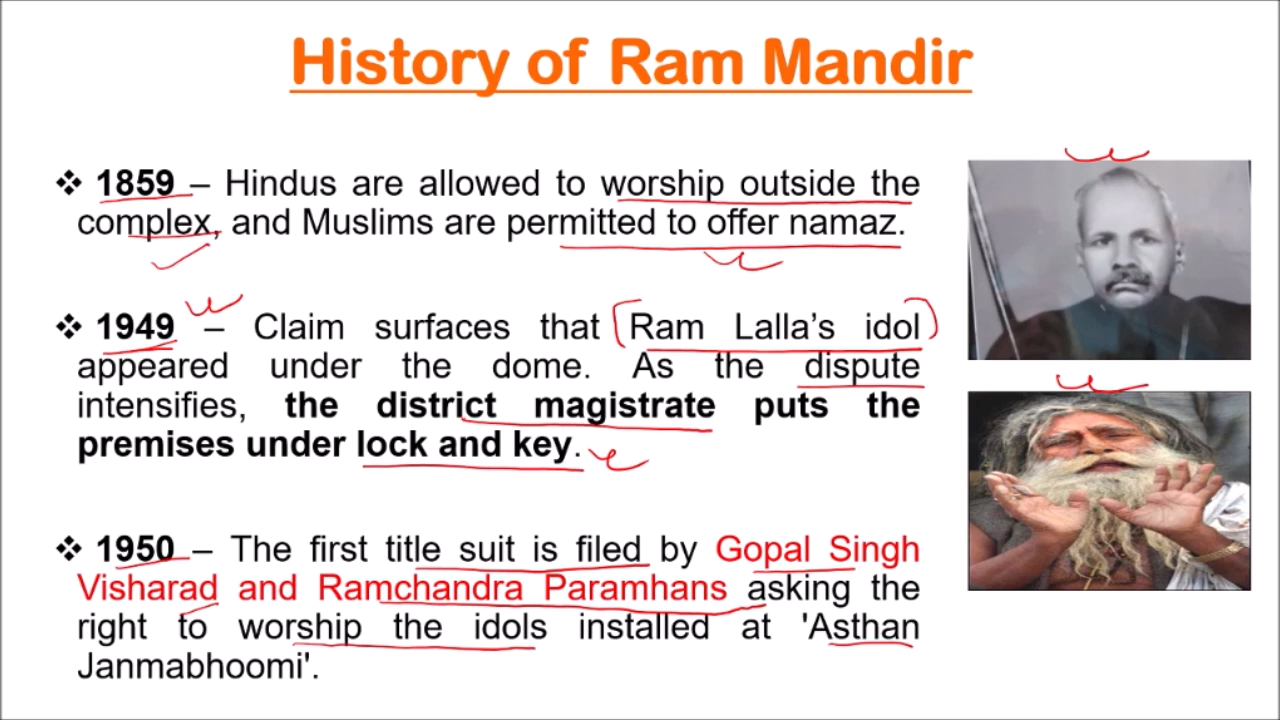 History of Ram Mandir
❖ 1859 – Hindus are allowed to worship outside the
complex, and Muslims are permitted to offer namaz.
❖ 1949 – Claim surfaces that Ram Lalla’s idol
appeared under the dome. As the dispute
intensifies, the district magistrate puts the
premises under lock and key.
❖ 1950 – The first title suit is filed by Gopal Singh
Visharad and Ramchandra Paramhans asking the
right to worship the idols installed at 'Asthan
Janmabhoomi'.